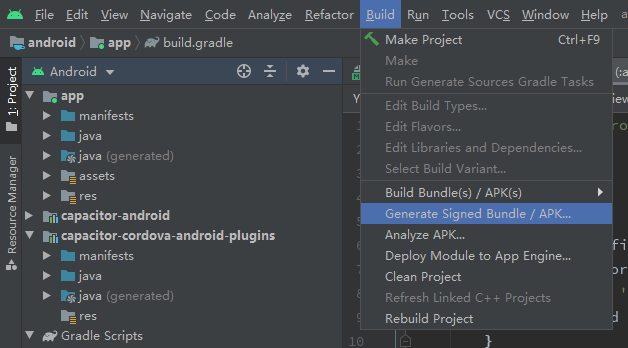 File Edit View Navigate Code Analyze Refactor Build Run Tools VCS Window Help
android app build.gradle
1: Project
Resource Manager
Android
app
manifests
java
java (generated)
assets
res
capacitor-android
capacitor-cordova-android-plugins
manifests
java
java (generated)
res
Gradle Scripts
Make Project Ctrl+F9
Make
Run Generate Sources Gradle Tasks
Edit Build Types...
Edit Flavors...
Edit Libraries and Dependencies...
Select Build Variant...
Build Bundle(s) / APK(s)
Generate Signed Bundle / APK...
Analyze APK...
Deploy Module to App Engine...
Clean Project
Refresh Linked C++ Projects
Rebuild Project
10 }